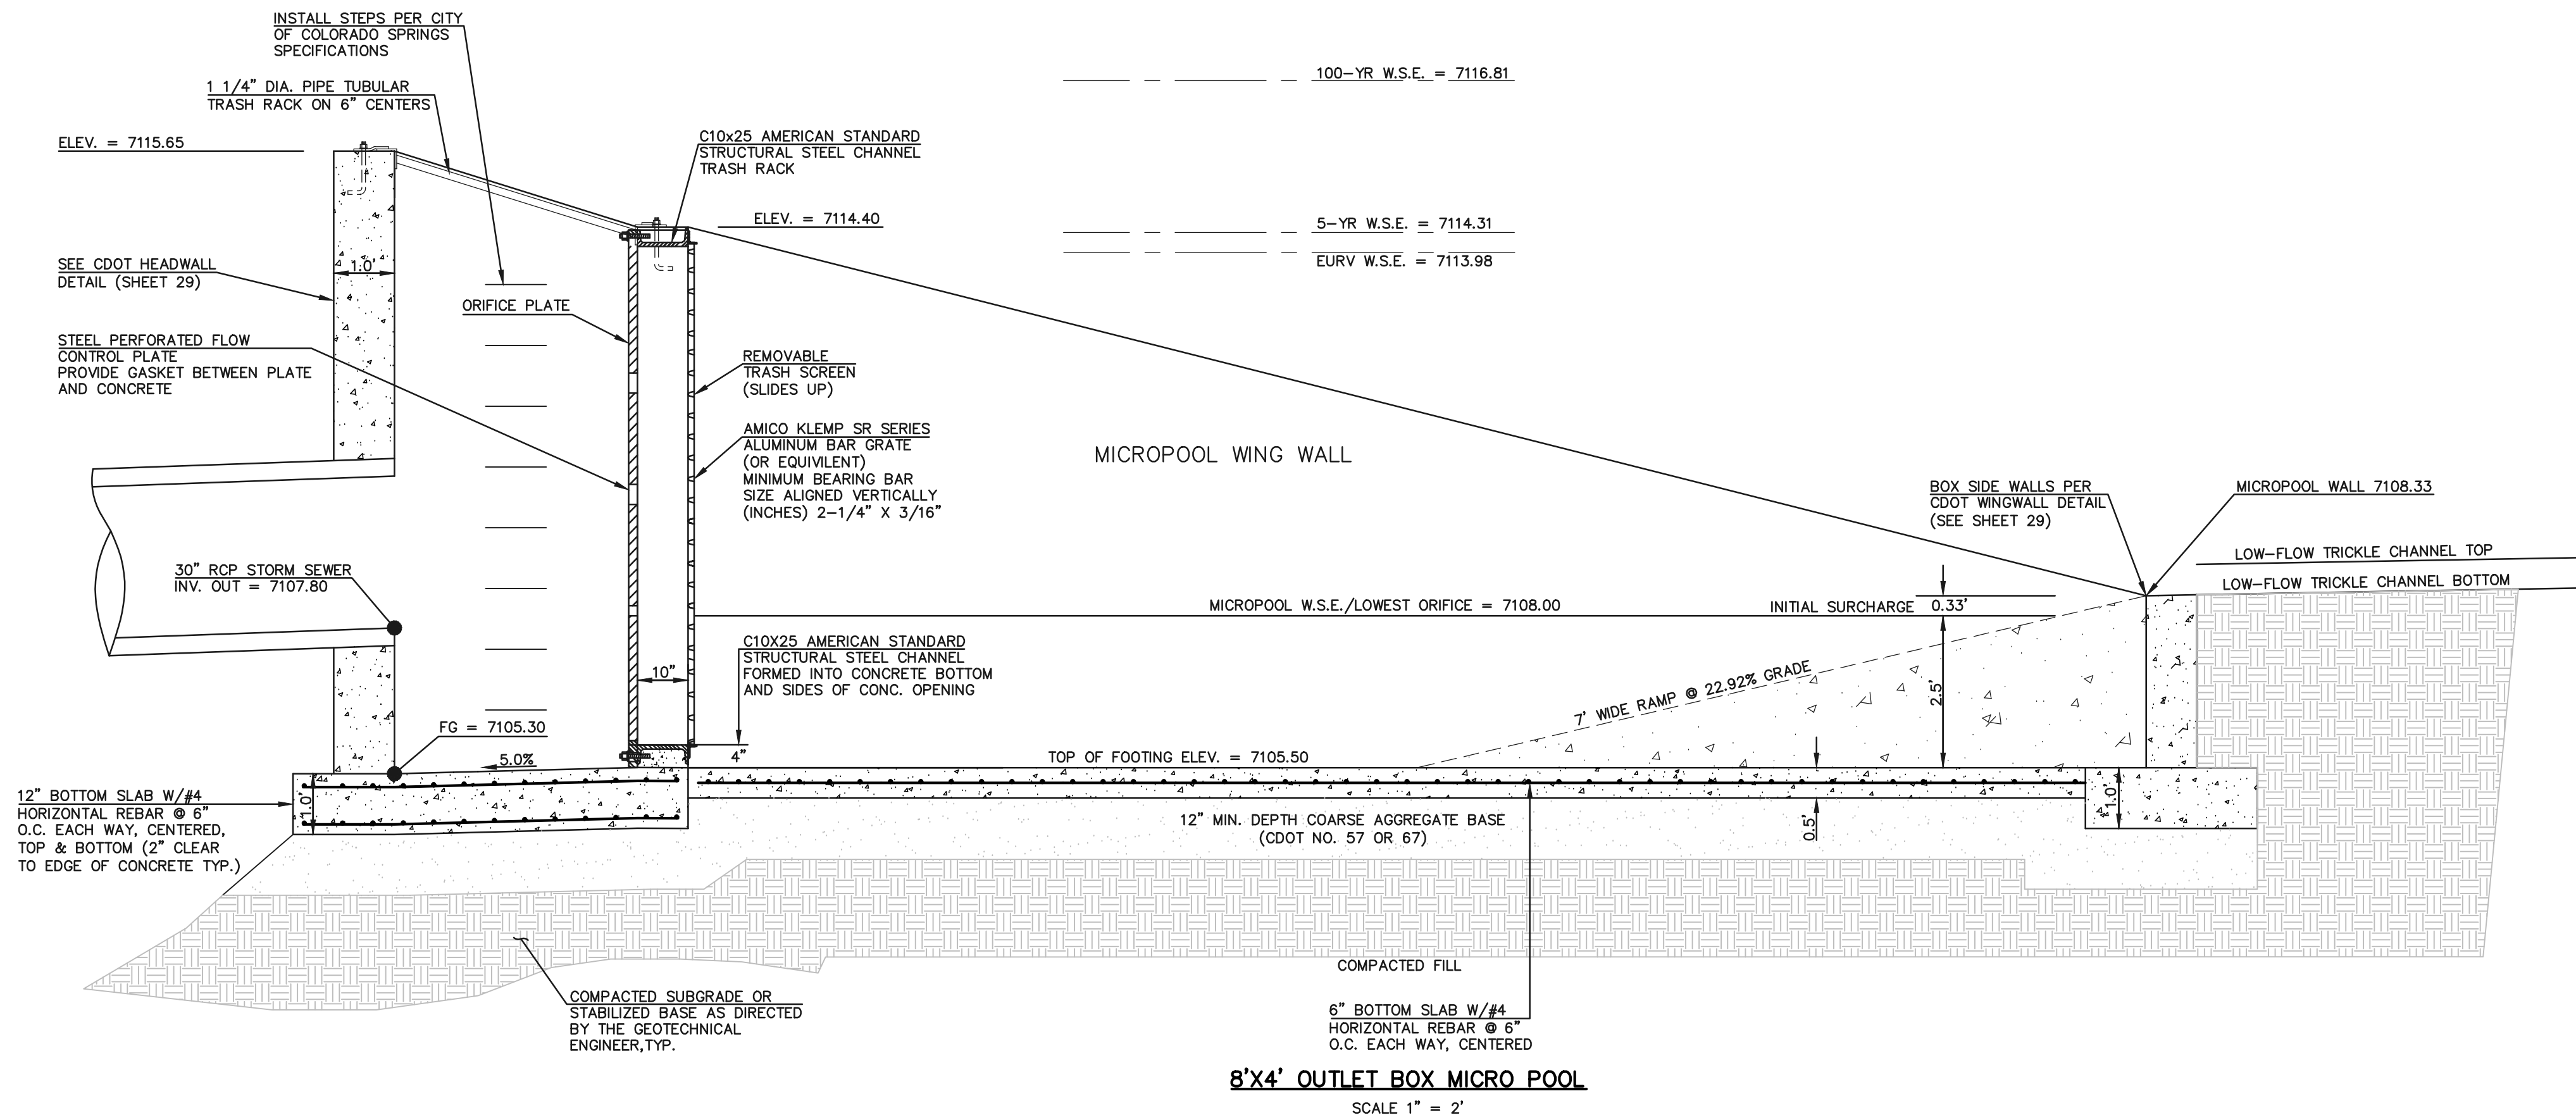 INSTALL STEPS PER CITY
OF COLORADO SPRINGS
SPECIFICATIONS
1 1/4" DIA. PIPE TUBULAR
TRASH RACK ON 6" CENTERS
ELEV. = 7115.65
C10x25 AMERICAN STANDARD
STRUCTURAL STEEL CHANNEL
TRASH RACK
100-YR W.S.E. = 7116.81
ELEV. = 7114.40
5-YR W.S.E. = 7114.31
EURV W.S.E. = 7113.98
SEE CDOT HEADWALL
DETAIL (SHEET 29)
1.0'
ORIFICE PLATE
STEEL PERFORATED FLOW
CONTROL PLATE
PROVIDE GASKET BETWEEN PLATE
AND CONCRETE
REMOVABLE
TRASH SCREEN
(SLIDES UP)
AMICO KLEMP SR SERIES
ALUMINUM BAR GRATE
(OR EQUIVILENT)
MINIMUM BEARING BAR
SIZE ALIGNED VERTICALLY
(INCHES) 2-1/4" X 3/16"
MICROPOOL WING WALL
BOX SIDE WALLS PER
CDOT WINGWALL DETAIL
(SEE SHEET 29)
MICROPOOL WALL 7108.33
LOW-FLOW TRICKLE CHANNEL TOP
LOW-FLOW TRICKLE CHANNEL BOTTOM
30" RCP STORM SEWER
INV. OUT = 7107.80
MICROPOOL W.S.E./LOWEST ORIFICE = 7108.00
INITIAL SURCHARGE
0.33'
C10X25 AMERICAN STANDARD
STRUCTURAL STEEL CHANNEL
FORMED INTO CONCRETE BOTTOM
AND SIDES OF CONC. OPENING
10"
7' WIDE RAMP @ 22.92% GRADE
2.5'
FG = 7105.30
5.0%
4"
TOP OF FOOTING ELEV. = 7105.50
12" BOTTOM SLAB W/#4
HORIZONTAL REBAR @ 6"
O.C. EACH WAY, CENTERED,
TOP & BOTTOM (2" CLEAR
TO EDGE OF CONCRETE TYP.)
1.0'
12" MIN. DEPTH COARSE AGGREGATE BASE
(CDOT NO. 57 OR 67)
0.5'
1.0'
COMPACTED FILL
COMPACTED SUBGRADE OR
STABILIZED BASE AS DIRECTED
BY THE GEOTECHNICAL
ENGINEER,TYP.
6" BOTTOM SLAB W/#4
HORIZONTAL REBAR @ 6"
O.C. EACH WAY, CENTERED
8'X4' OUTLET BOX MICRO POOL
SCALE 1" = 2'